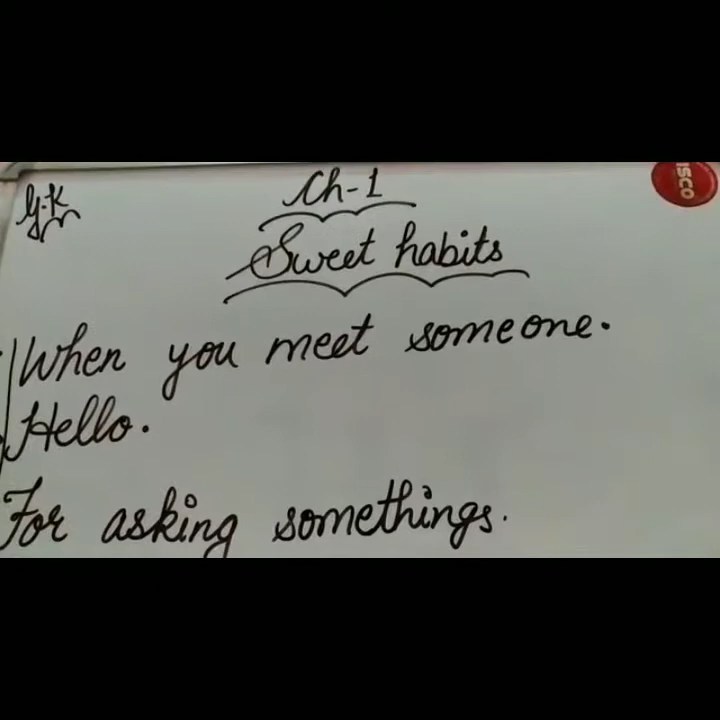 G.K
Ch-1
Sweet habits
When you meet someone.
Hello.
For asking somethings.